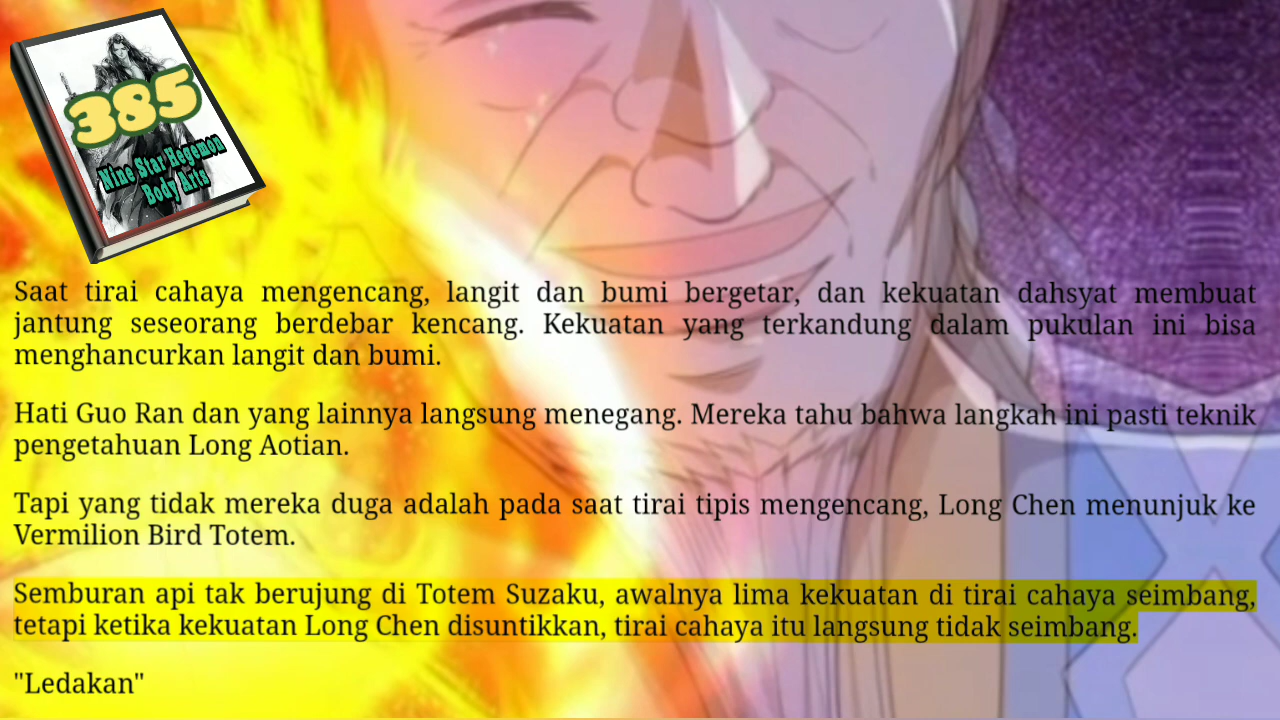 385
Nine Star Hegemon
Body Arts
Saat tirai cahaya mengencang, langit dan bumi bergetar, dan kekuatan dahsyat membuat
jantung seseorang berdebar kencang. Kekuatan yang terkandung dalam pukulan ini bisa
menghancurkan langit dan bumi.
Hati Guo Ran dan yang lainnya langsung menegang. Mereka tahu bahwa langkah ini pasti teknik
pengetahuan Long Aotian.
Tapi yang tidak mereka duga adalah pada saat tirai tipis mengencang, Long Chen menunjuk ke
Vermilion Bird Totem.
Semburan api tak berujung di Totem Suzaku, awalnya lima kekuatan di tirai cahaya seimbang,
tetapi ketika kekuatan Long Chen disuntikkan, tirai cahaya itu langsung tidak seimbang.
"Ledakan"